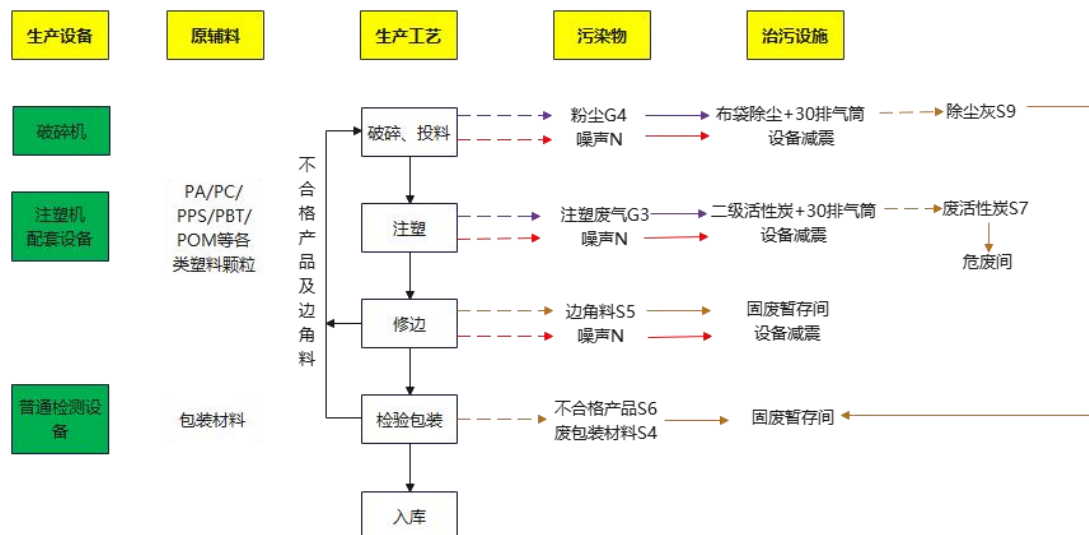 生产设备
原辅料
生产工艺
污染物
治污设施
破碎机
破碎、投料
粉尘G4
噪声N
布袋除尘+30排气筒
设备减震
除尘灰S9
不合格产品及边角料
注塑机
配套设备
PA/PC/
PPS/PBT/
POM等各
类塑料颗粒
注塑
注塑废气G3
噪声N
二级活性炭+30排气筒
设备减震
废活性炭S7
危废间
修边
边角料S5
噪声N
固废暂存间
设备减震
普通检测设
备
包装材料
检验包装
不合格产品S6
废包装材料S4
固废暂存间
入库